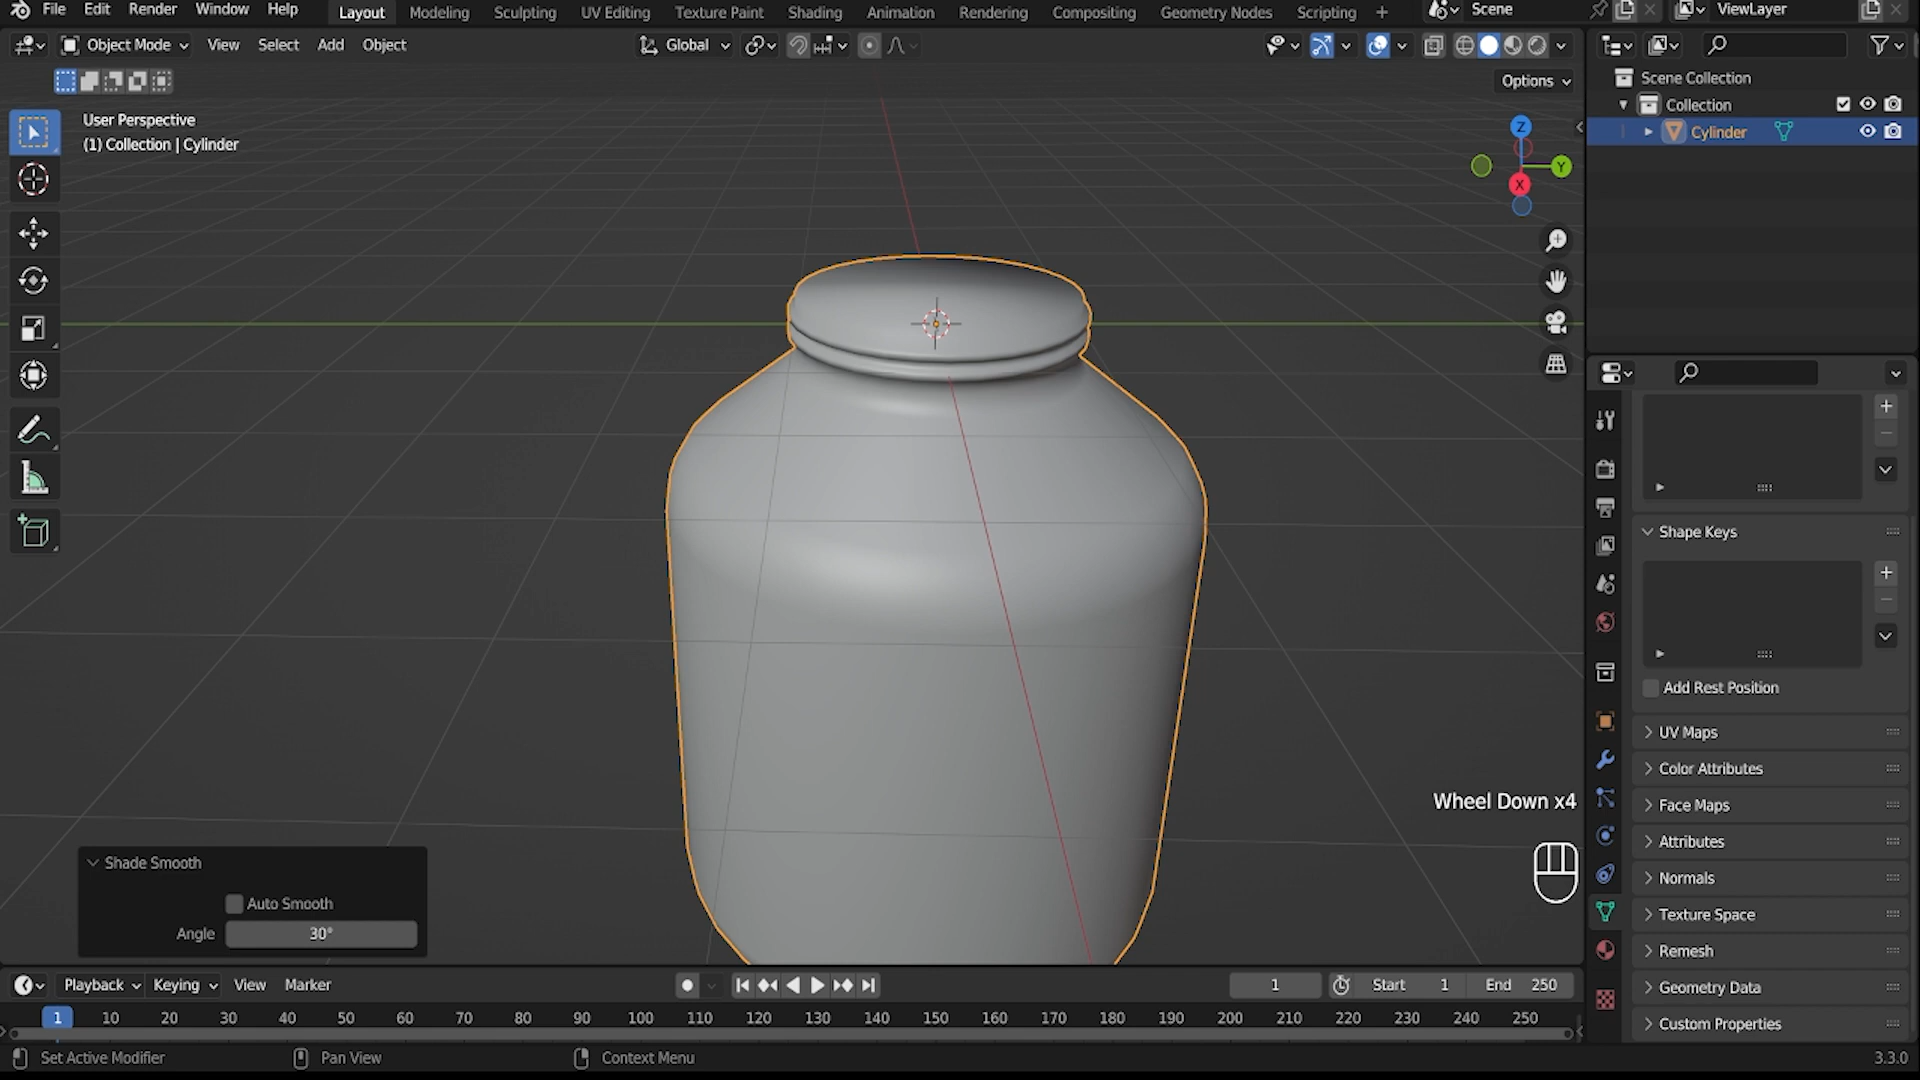 File Edit Render Window Help Layout Modeling Sculpting UV Editing Texture Paint Shading Animation Rendering Compositing Geometry Nodes Scripting + Scene ViewLayer
Object Mode View Select Add Object Global
Options
User Perspective
(1) Collection | Cylinder
Z
Y
X
Scene Collection
Collection
Cylinder
Shape Keys
Add Rest Position
UV Maps
Color Attributes
Face Maps
Attributes
Normals
Texture Space
Remesh
Geometry Data
Custom Properties
Wheel Down x4
Shade Smooth
Auto Smooth
Angle 30°
Playback Keying View Marker 1 Start 1 End 250
1 10 20 30 40 50 60 70 80 90 100 110 120 130 140 150 160 170 180 190 200 210 220 230 240 250
Set Active Modifier Pan View Context Menu 3.3.0